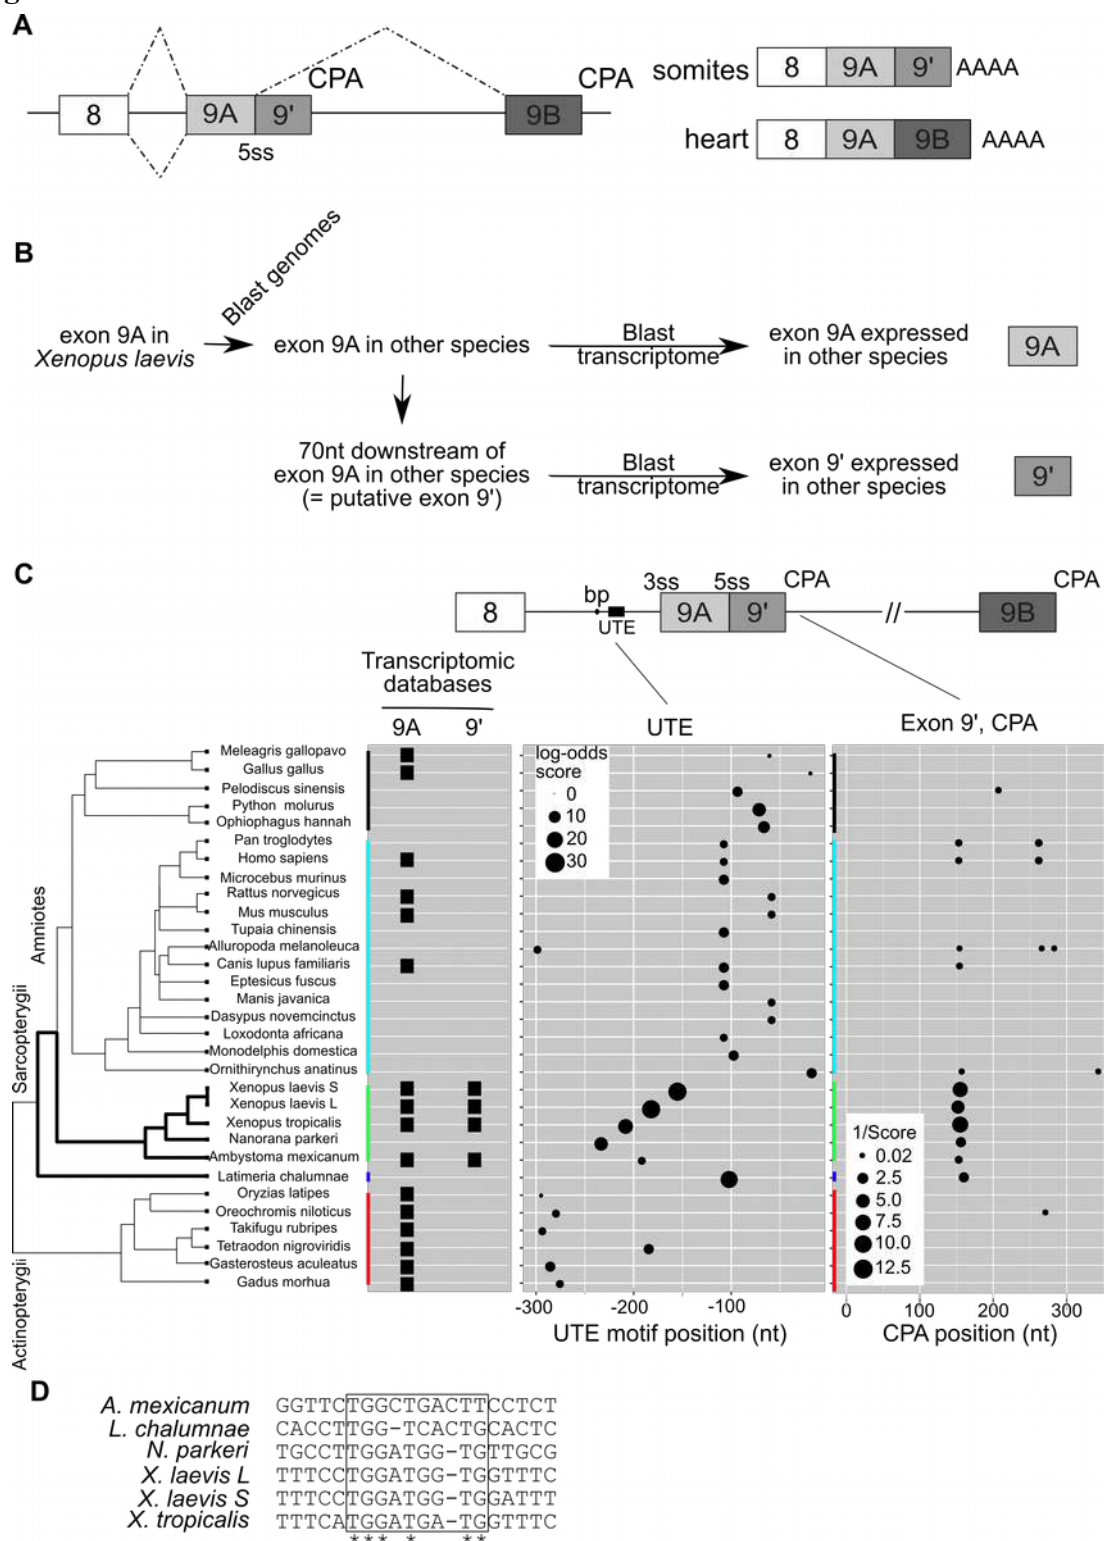 A
8
9A
9'
CPA
9B
CPA
5ss
somites
8
9A
9'
AAAA
heart
8
9A
9B
AAAA
B
Blast genomes
exon 9A in
Xenopus laevis
exon 9A in other species
Blast
transcriptome
exon 9A expressed
in other species
9A
70nt downstream of
exon 9A in other species
(= putative exon 9')
Blast
transcriptome
exon 9' expressed
in other species
9'
C
8
bp
UTE
3ss
5ss
CPA
9A
9'
//
9B
CPA
Transcriptomic
databases
9A
9'
UTE
Exon 9', CPA
Amniotes
Sarcopterygii
Actinopterygii
Meleagris gallopavo
Gallus gallus
Pelodiscus sinensis
Python molurus
Ophiophagus hannah
Pan troglodytes
Homo sapiens
Microcebus murinus
Rattus norvegicus
Mus musculus
Tupaia chinensis
Alluropoda melanoleuca
Canis lupus familiaris
Eptesicus fuscus
Manis javanica
Dasypus novemcinctus
Loxodonta africana
Monodelphis domestica
Ornithirynchus anatinus
Xenopus laevis S
Xenopus laevis L
Xenopus tropicalis
Nanorana parkeri
Ambystoma mexicanum
Latimeria chalumnae
Oryzias latipes
Oreochromis niloticus
Takifugu rubripes
Tetraodon nigroviridis
Gasterosteus aculeatus
Gadus morhua
log-odds
score
0
10
20
30
1/Score
0.02
2.5
5.0
7.5
10.0
12.5
-300 -200 -100
UTE motif position (nt)
0 100 200 300
CPA position (nt)
D
A. mexicanum GGTTCTGGCTGACTTCCTCT
L. chalumnae CACCTTGG-TCACTGCACTC
N. parkeri TGCCTTGGATGG-TGTTGCG
X. laevis L TTTCCTGGATGG-TGGTTTC
X. laevis S TTTCCTGGATGG-TGGATTT
X. tropicalis TTTCATGGATGA-TGGTTTC
*** * **